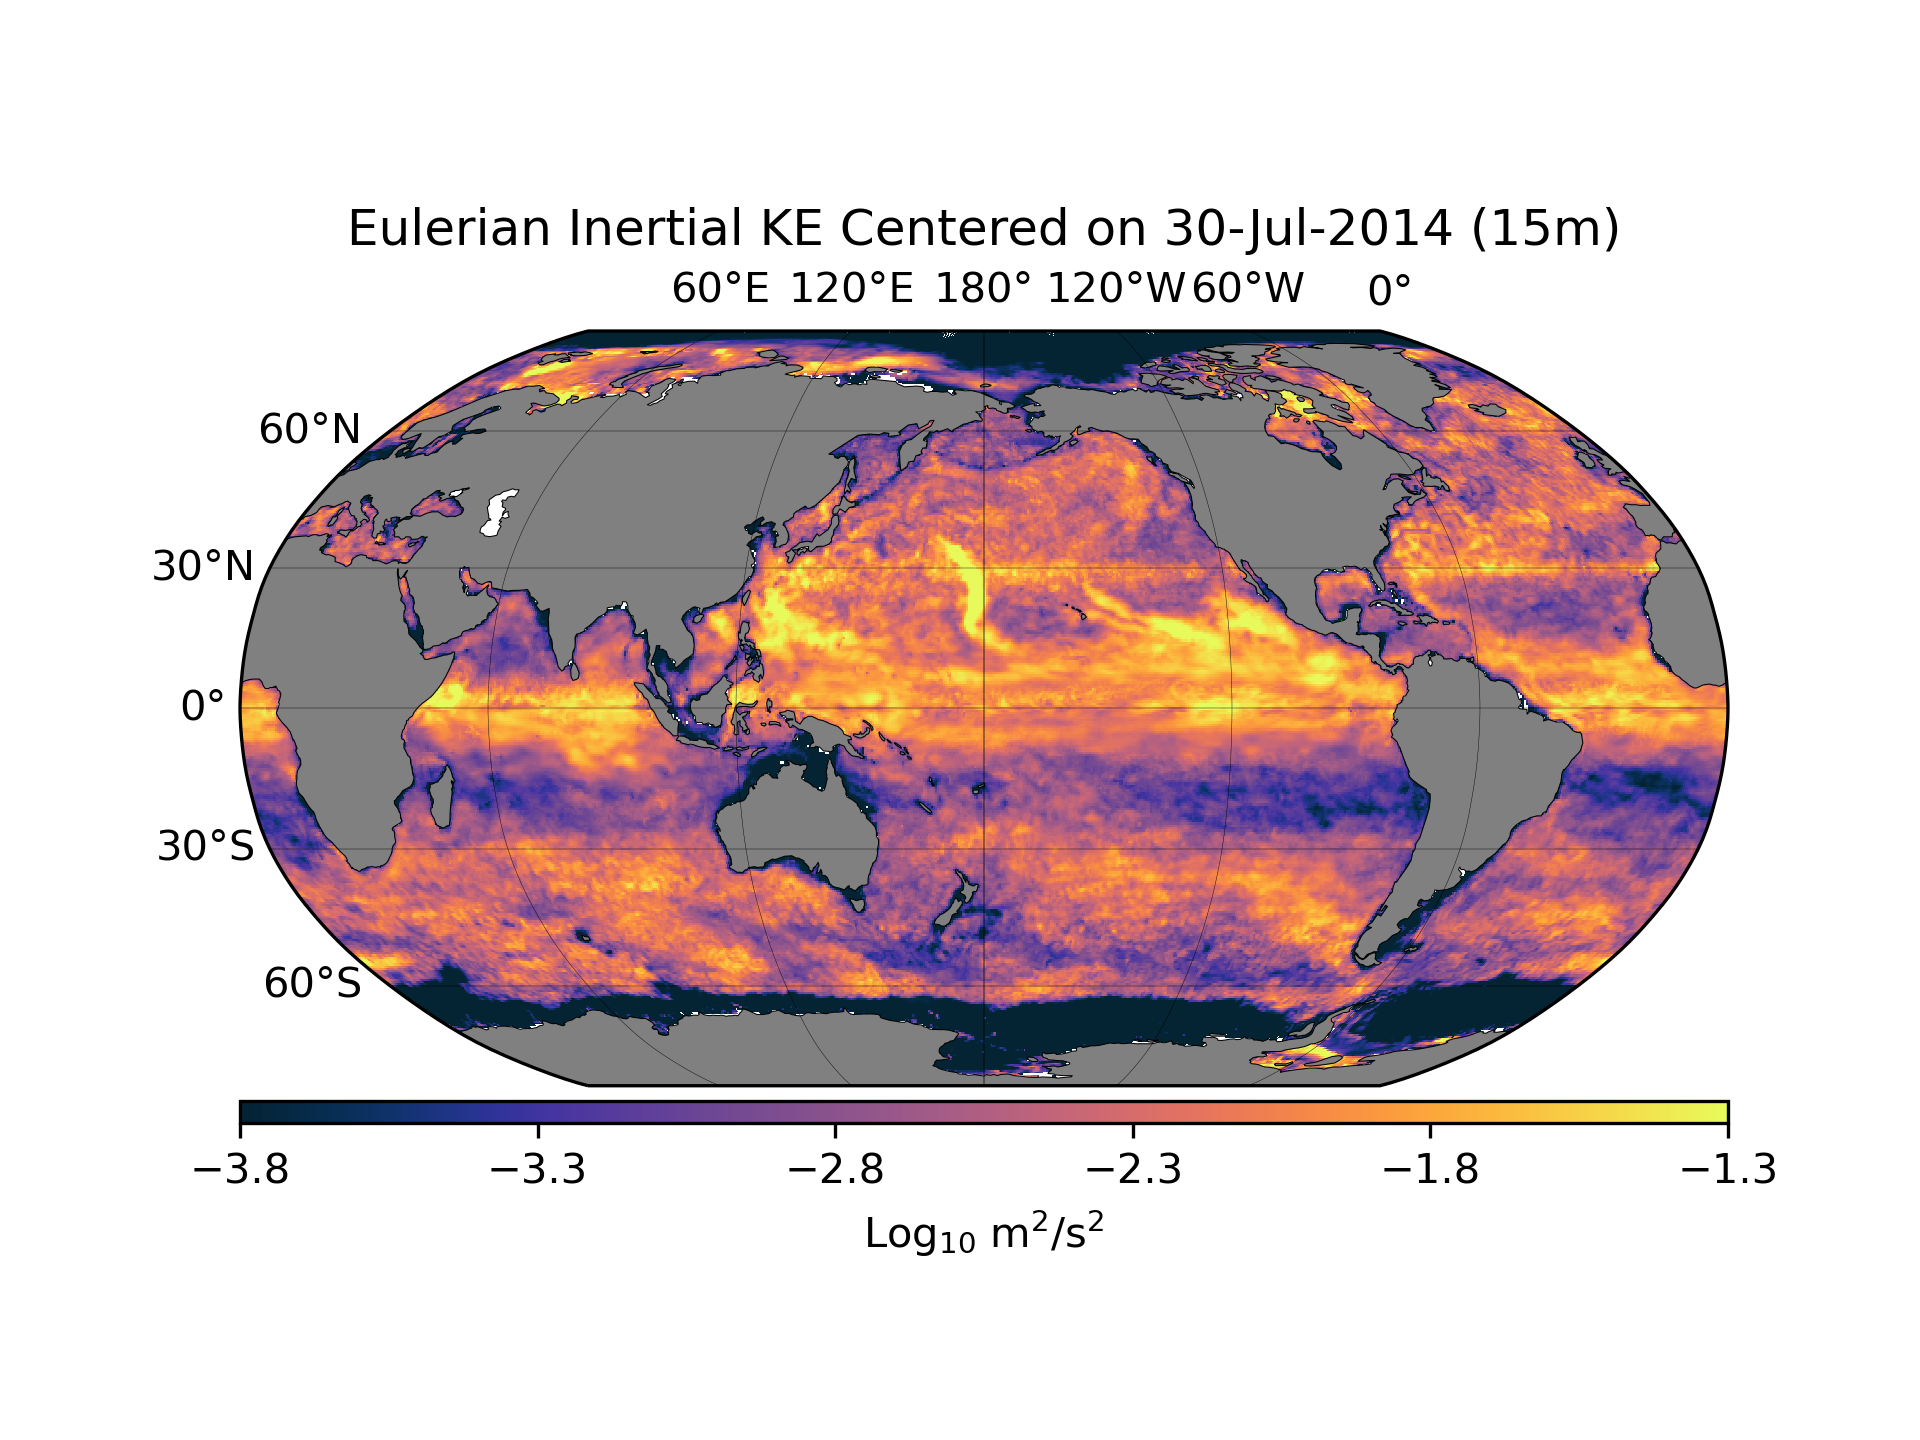 Eulerian Inertial KE Centered on 30-Jul-2014 (15m)
60°E 120°E 180° 120°W 60°W 0°
60°N
30°N
0°
30°S
60°S
−3.8 −3.3 −2.8 −2.3 −1.8 −1.3
Log₁₀ m²/s²